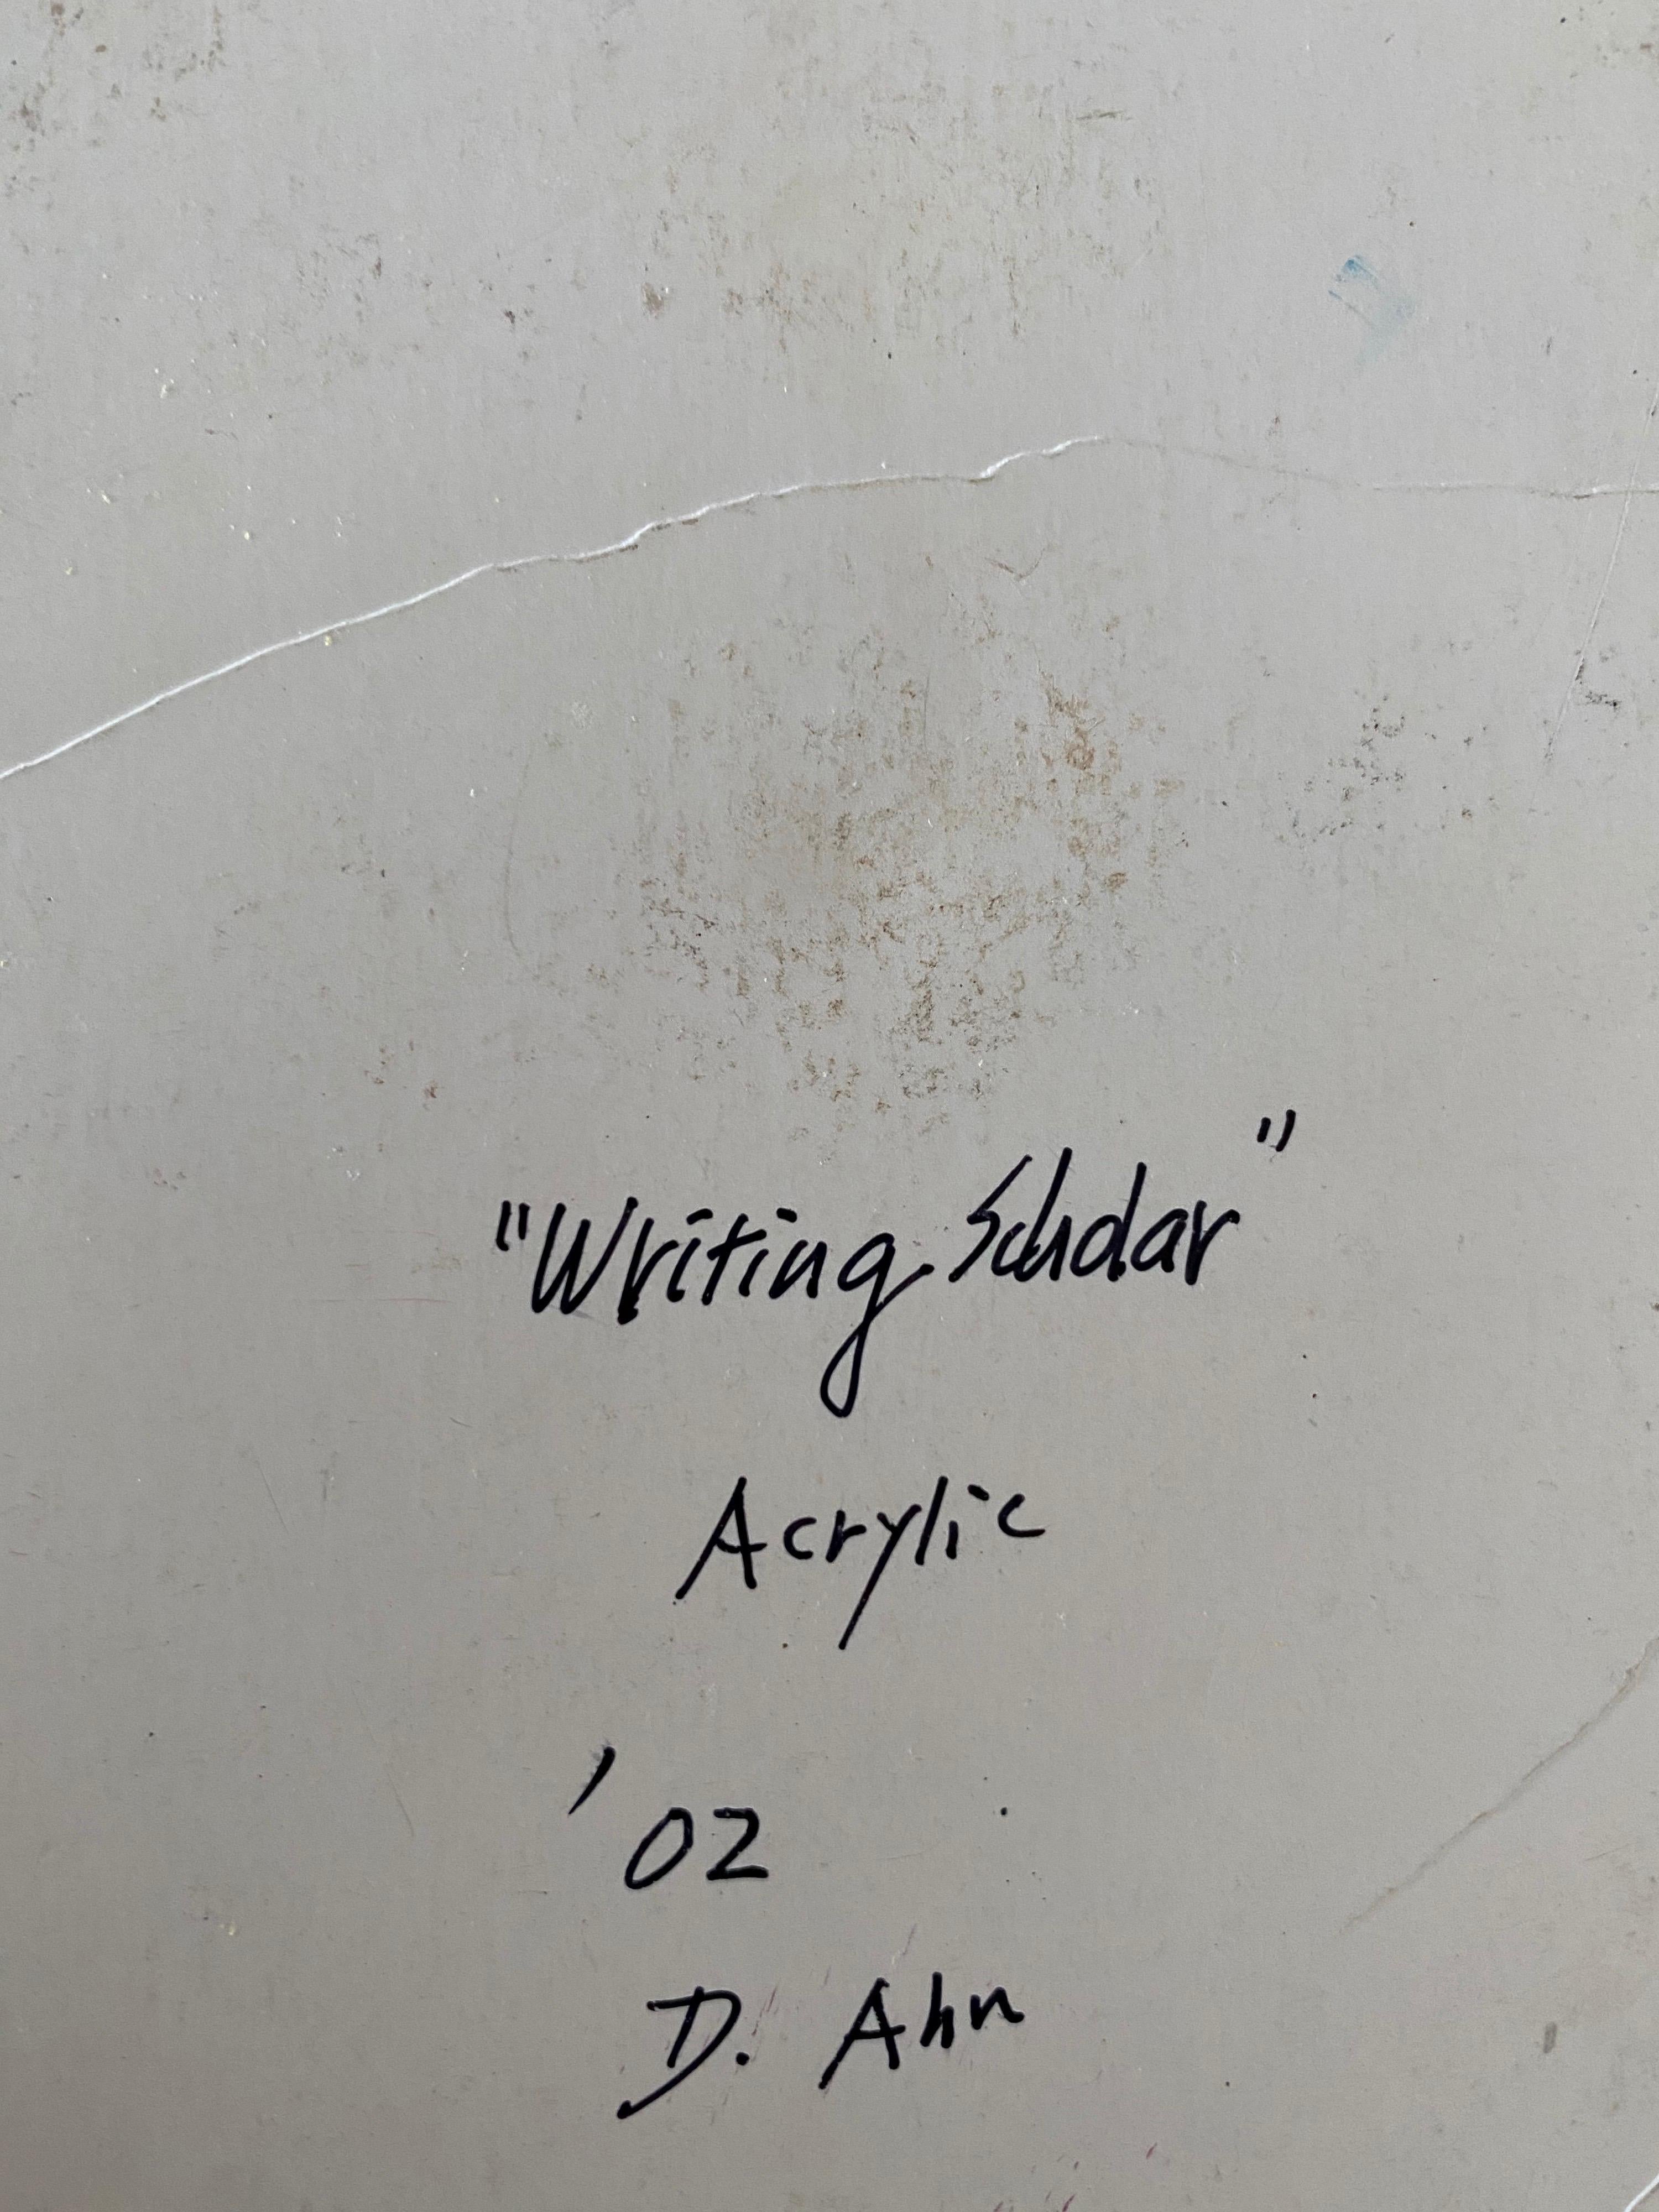 "Writing Scholar"
Acrylic
'02
D. Ahn